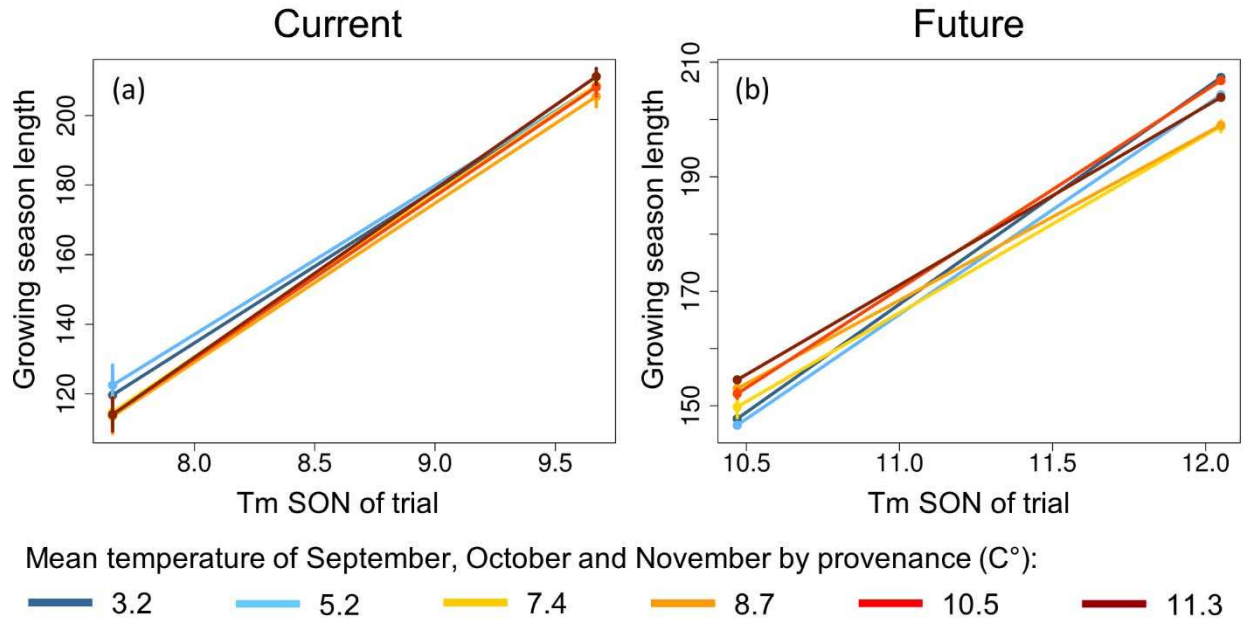 Current
Future
(a)
(b)
Growing season length
120
140
160
180
200
8.0
8.5
9.0
9.5
Tm SON of trial
Growing season length
150
170
190
210
10.5
11.0
11.5
12.0
Tm SON of trial
Mean temperature of September, October and November by provenance (C°):
3.2 5.2 7.4 8.7 10.5 11.3